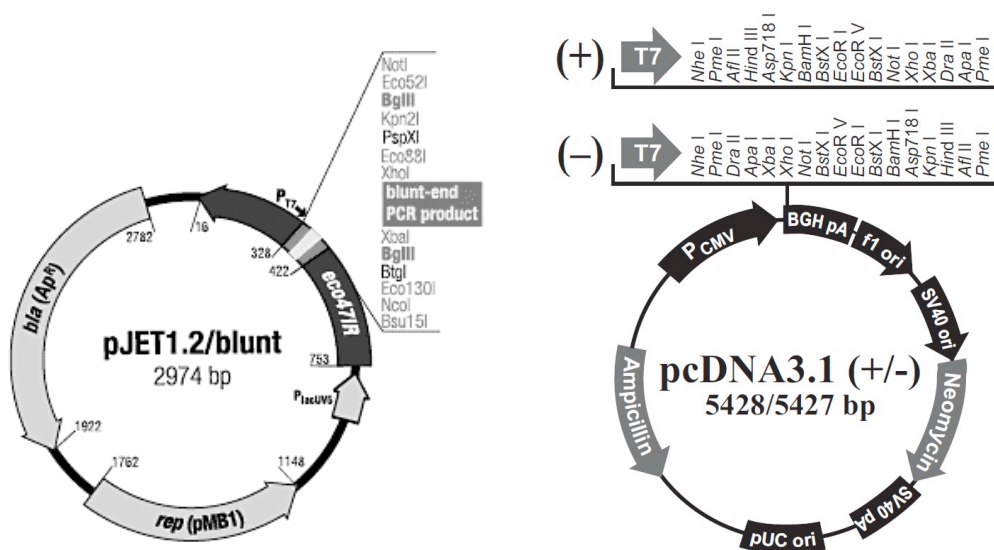 NotI
Eco52I
BglII
Kpn2I
PspXI
Eco88I
XhoI
blunt-end
PCR product
XbaI
BglII
BtgI
Eco130I
NcoI
Bsu15I
PT7
2782
16
328
422
bla (ApR)
eco47IR
pJET1.2/blunt
2974 bp
753
PlacUV5
1922
1762
1148
rep (pMB1)
(+)
T7
Nhe I
Pme I
Afl II
Hind III
Asp718 I
Kpn I
BamH I
BstX I
EcoR I
EcoR V
BstX I
Not I
Xho I
Xba I
Dra II
Apa I
Pme I
(–)
T7
Nhe I
Pme I
Dra II
Apa I
Xba I
Xho I
Not I
BstX I
EcoR V
EcoR I
BstX I
BamH I
Asp718 I
Kpn I
Hind III
Afl II
Pme I
PCMV
BGH pA
f1 ori
SV40 ori
pcDNA3.1 (+/-)
5428/5427 bp
Ampicillin
Neomycin
SV40 pA
pUC ori